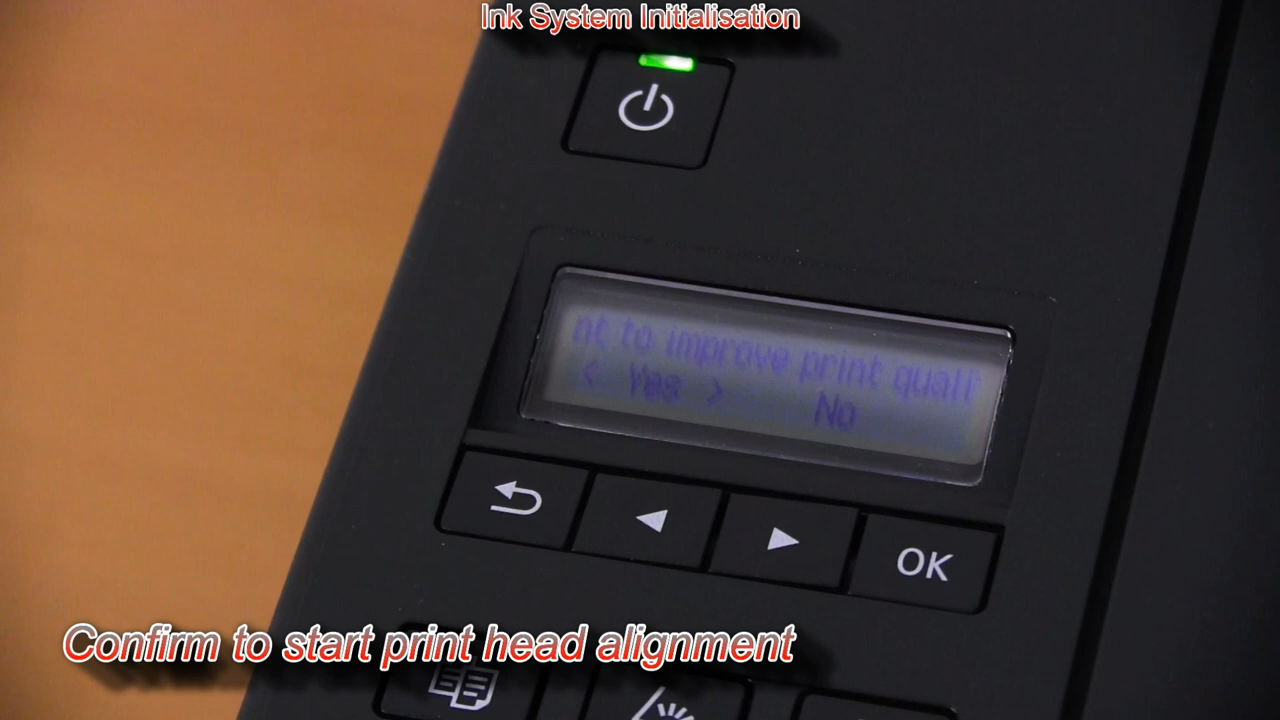 Ink System Initialisation
nt to improve print quali
< Yes > No
OK
Confirm to start print head alignment